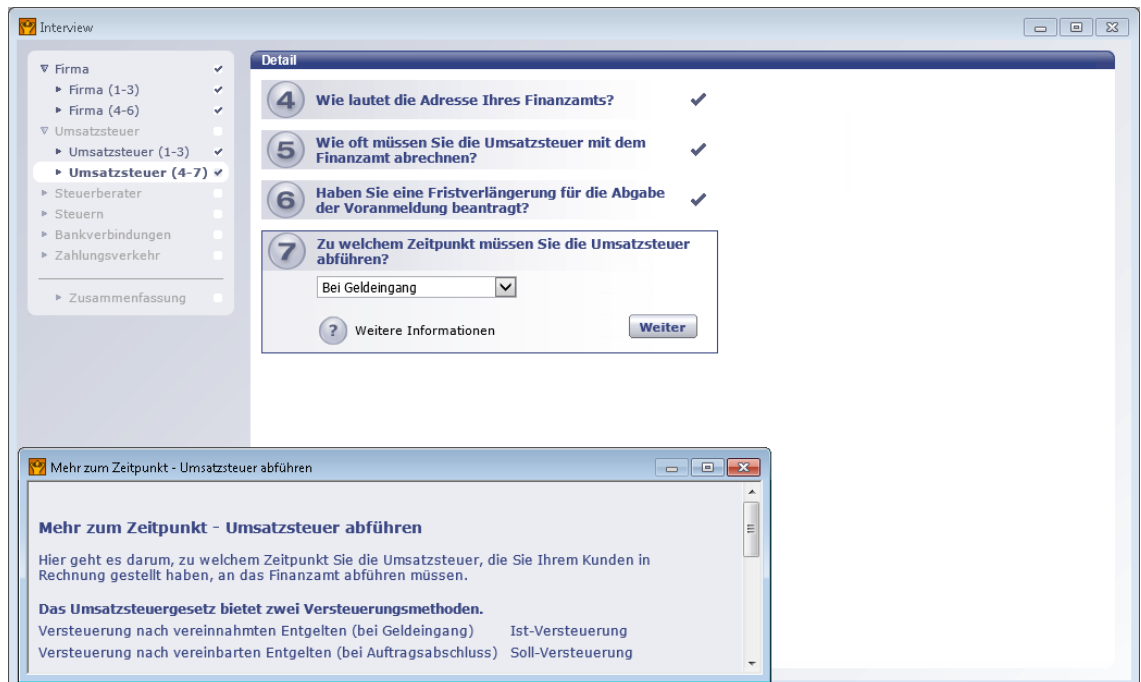 Interview
Firma
Firma (1-3)
Firma (4-6)
Umsatzsteuer
Umsatzsteuer (1-3)
Umsatzsteuer (4-7)
Steuerberater
Steuern
Bankverbindungen
Zahlungsverkehr
Zusammenfassung
Detail
4 Wie lautet die Adresse Ihres Finanzamts?
5 Wie oft müssen Sie die Umsatzsteuer mit dem
Finanzamt abrechnen?
6 Haben Sie eine Fristverlängerung für die Abgabe
der Voranmeldung beantragt?
7 Zu welchem Zeitpunkt müssen Sie die Umsatzsteuer
abführen?
Bei Geldeingang
? Weitere Informationen
Weiter
Mehr zum Zeitpunkt - Umsatzsteuer abführen
Mehr zum Zeitpunkt - Umsatzsteuer abführen
Hier geht es darum, zu welchem Zeitpunkt Sie die Umsatzsteuer, die Sie Ihrem Kunden in
Rechnung gestellt haben, an das Finanzamt abführen müssen.
Das Umsatzsteuergesetz bietet zwei Versteuerungsmethoden.
Versteuerung nach vereinnahmten Entgelten (bei Geldeingang) Ist-Versteuerung
Versteuerung nach vereinbarten Entgelten (bei Auftragsabschluss) Soll-Versteuerung